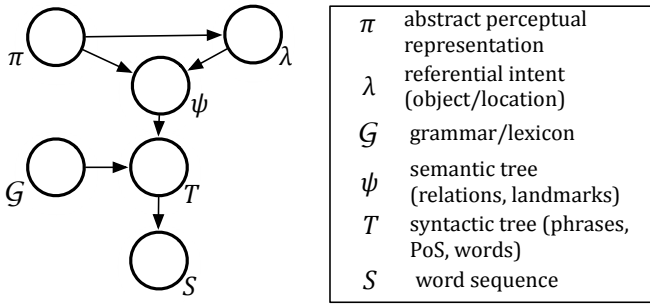 π
λ
ψ
𝒢
T
S
π abstract perceptual
representation
λ referential intent
(object/location)
𝒢 grammar/lexicon
ψ semantic tree
(relations, landmarks)
T syntactic tree (phrases,
PoS, words)
S word sequence